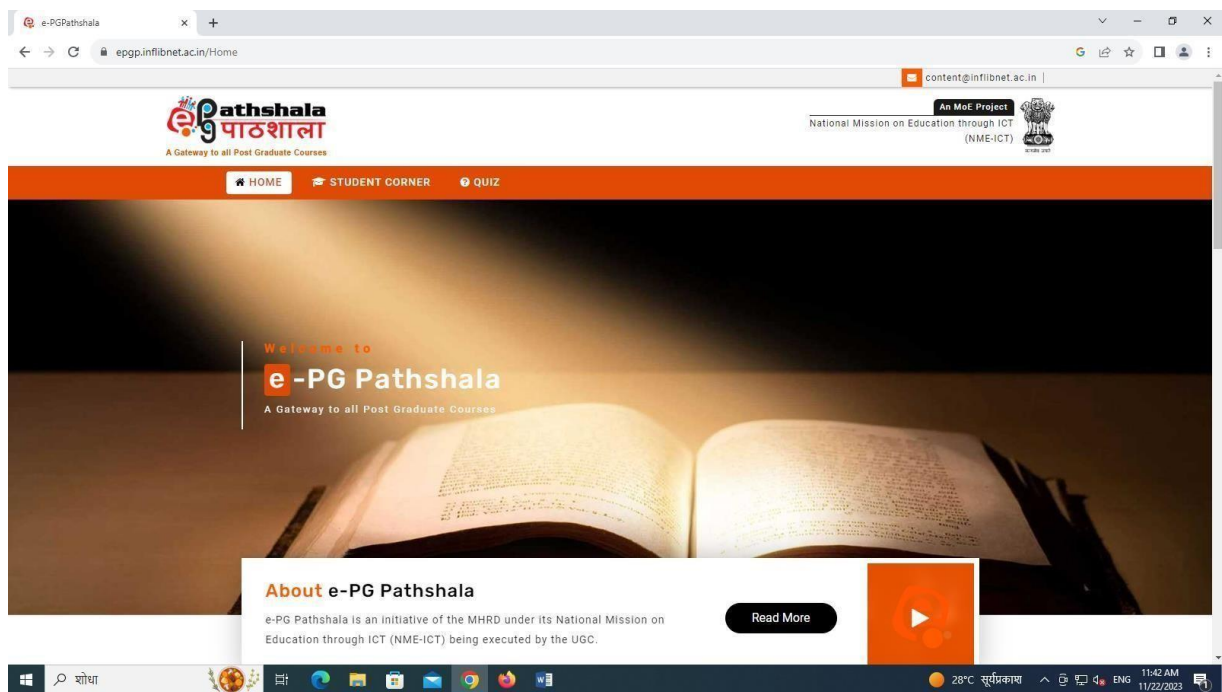 e-PGPathshala
epgp.inflibnet.ac.in/Home
content@inflibnet.ac.in
ePathshala
पाठशाला
A Gateway to all Post Graduate Courses
An MoE Project
National Mission on Education through ICT
(NME-ICT)
HOME STUDENT CORNER QUIZ
Welcome to
e-PG Pathshala
A Gateway to all Post Graduate Courses
About e-PG Pathshala
e-PG Pathshala is an initiative of the MHRD under its National Mission on
Education through ICT (NME-ICT) being executed by the UGC.
Read More
शोधा
28°C सूर्यप्रकाश
ENG
11:42 AM
11/22/2023
1